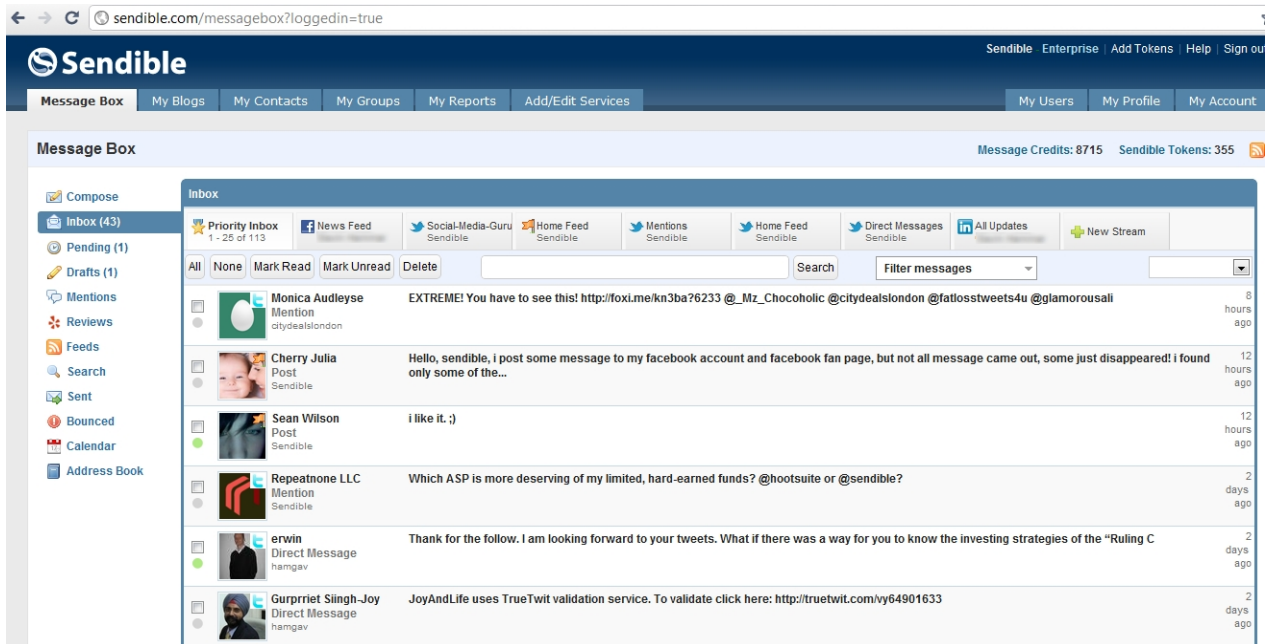 sendible.com/messagebox?loggedin=true
Sendible Enterprise | Add Tokens | Help | Sign out
Sendible
Message Box My Blogs My Contacts My Groups My Reports Add/Edit Services My Users My Profile My Account
Message Box
Message Credits: 8715 Sendible Tokens: 355
Compose
Inbox (43)
Pending (1)
Drafts (1)
Mentions
Reviews
Feeds
Search
Sent
Bounced
Calendar
Address Book
Inbox
Priority Inbox News Feed Social-Media-Guru Home Feed Mentions Home Feed Direct Messages All Updates New Stream
1 - 25 of 113 Sendible Sendible Sendible Sendible Sendible
All None Mark Read Mark Unread Delete Search Filter messages
Monica Audleyse EXTREME! You have to see this! http://foxi.me/kn3ba?6233 @_Mz_Chocoholic @citydealslondon @fatlosstweets4u @glamorousali 8
Mention hours
citydealslondon ago
Cherry Julia Hello, sendible, i post some message to my facebook account and facebook fan page, but not all message came out, some just disappeared! i found 12
Post only some of the... hours
Sendible ago
Sean Wilson i like it. ;) 12
Post hours
Sendible ago
Repeatnone LLC Which ASP is more deserving of my limited, hard-earned funds? @hootsuite or @sendible? 2
Mention days
Sendible ago
erwin Thank for the follow. I am looking forward to your tweets. What if there was a way for you to know the investing strategies of the “Ruling C 2
Direct Message days
hamgav ago
Gurprriet Siingh-Joy JoyAndLife uses TrueTwit validation service. To validate click here: http://truetwit.com/vy64901633 2
Direct Message days
hamgav ago